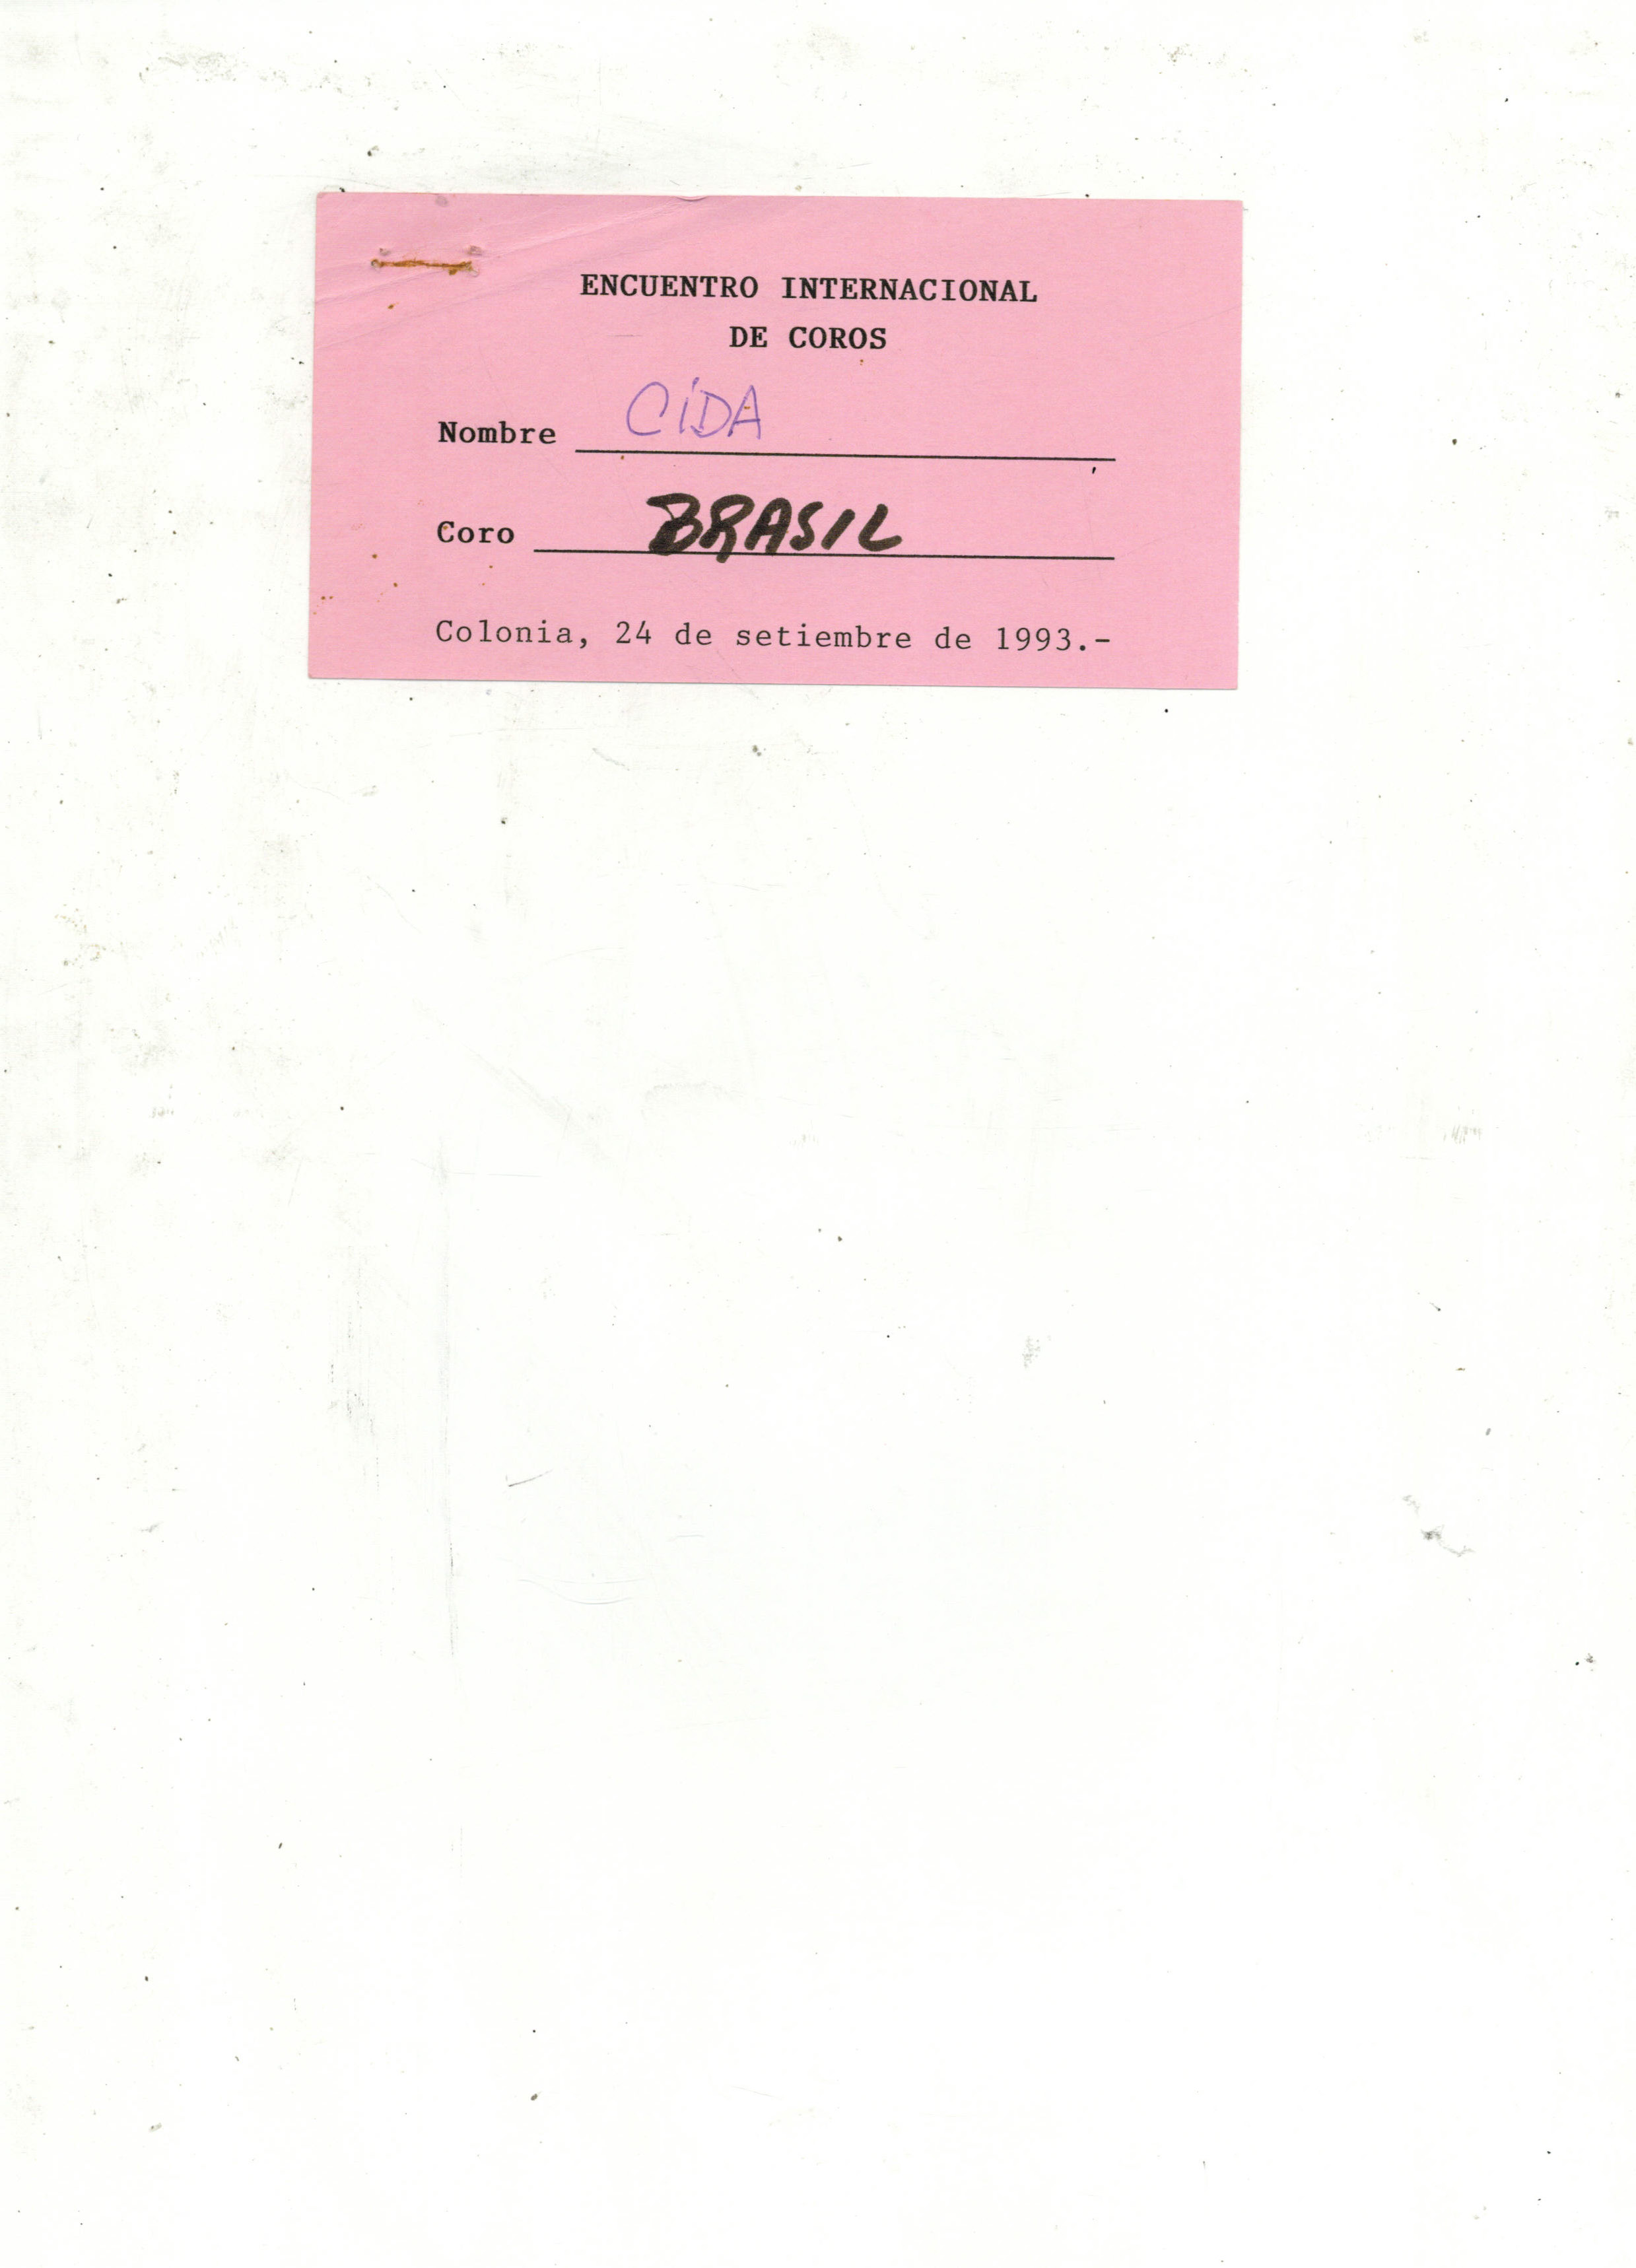 ENCUENTRO INTERNACIONAL
DE COROS
Nombre CiDA
Coro BRASIL
Colonia, 24 de setiembre de 1993.-